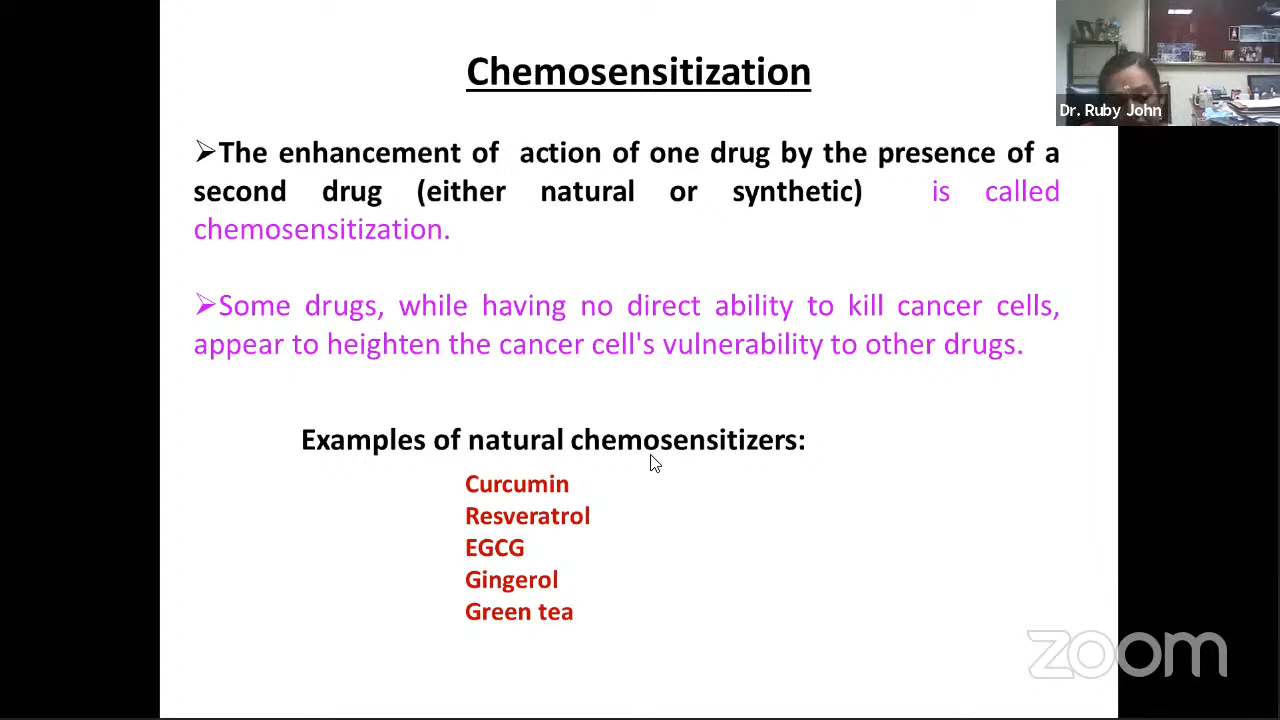 Chemosensitization
Dr. Ruby John
➢The enhancement of action of one drug by the presence of a
second drug (either natural or synthetic) is called
chemosensitization.
➢Some drugs, while having no direct ability to kill cancer cells,
appear to heighten the cancer cell's vulnerability to other drugs.
Examples of natural chemosensitizers:
Curcumin
Resveratrol
EGCG
Gingerol
Green tea
zoom